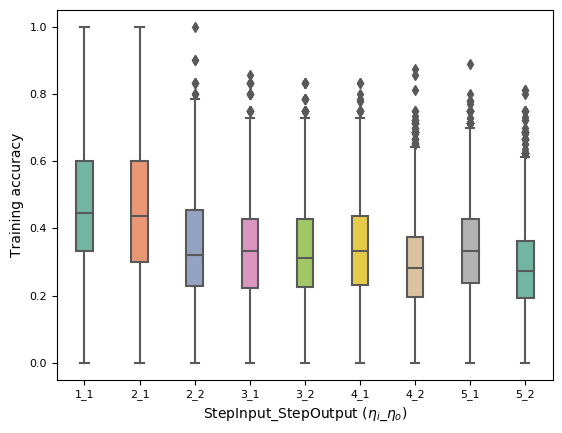 Training accuracy
1.0
0.8
0.6
0.4
0.2
0.0
1_1 2_1 2_2 3_1 3_2 4_1 4_2 5_1 5_2
StepInput_StepOutput (η_i_η_o)